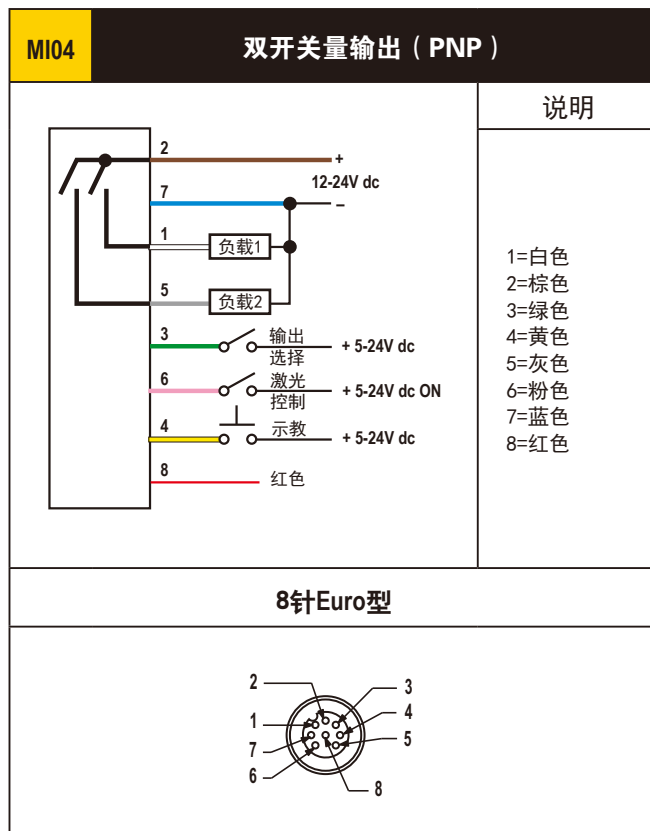 MI04
双开关量输出（PNP）
说明
2
+
12-24V dc
7
−
1
负载1
5
负载2
3
输出
选择
+ 5-24V dc
6
激光
控制
+ 5-24V dc ON
4
示教
+ 5-24V dc
8
红色
1=白色
2=棕色
3=绿色
4=黄色
5=灰色
6=粉色
7=蓝色
8=红色
8针Euro型
2
3
1
4
7
5
6
8